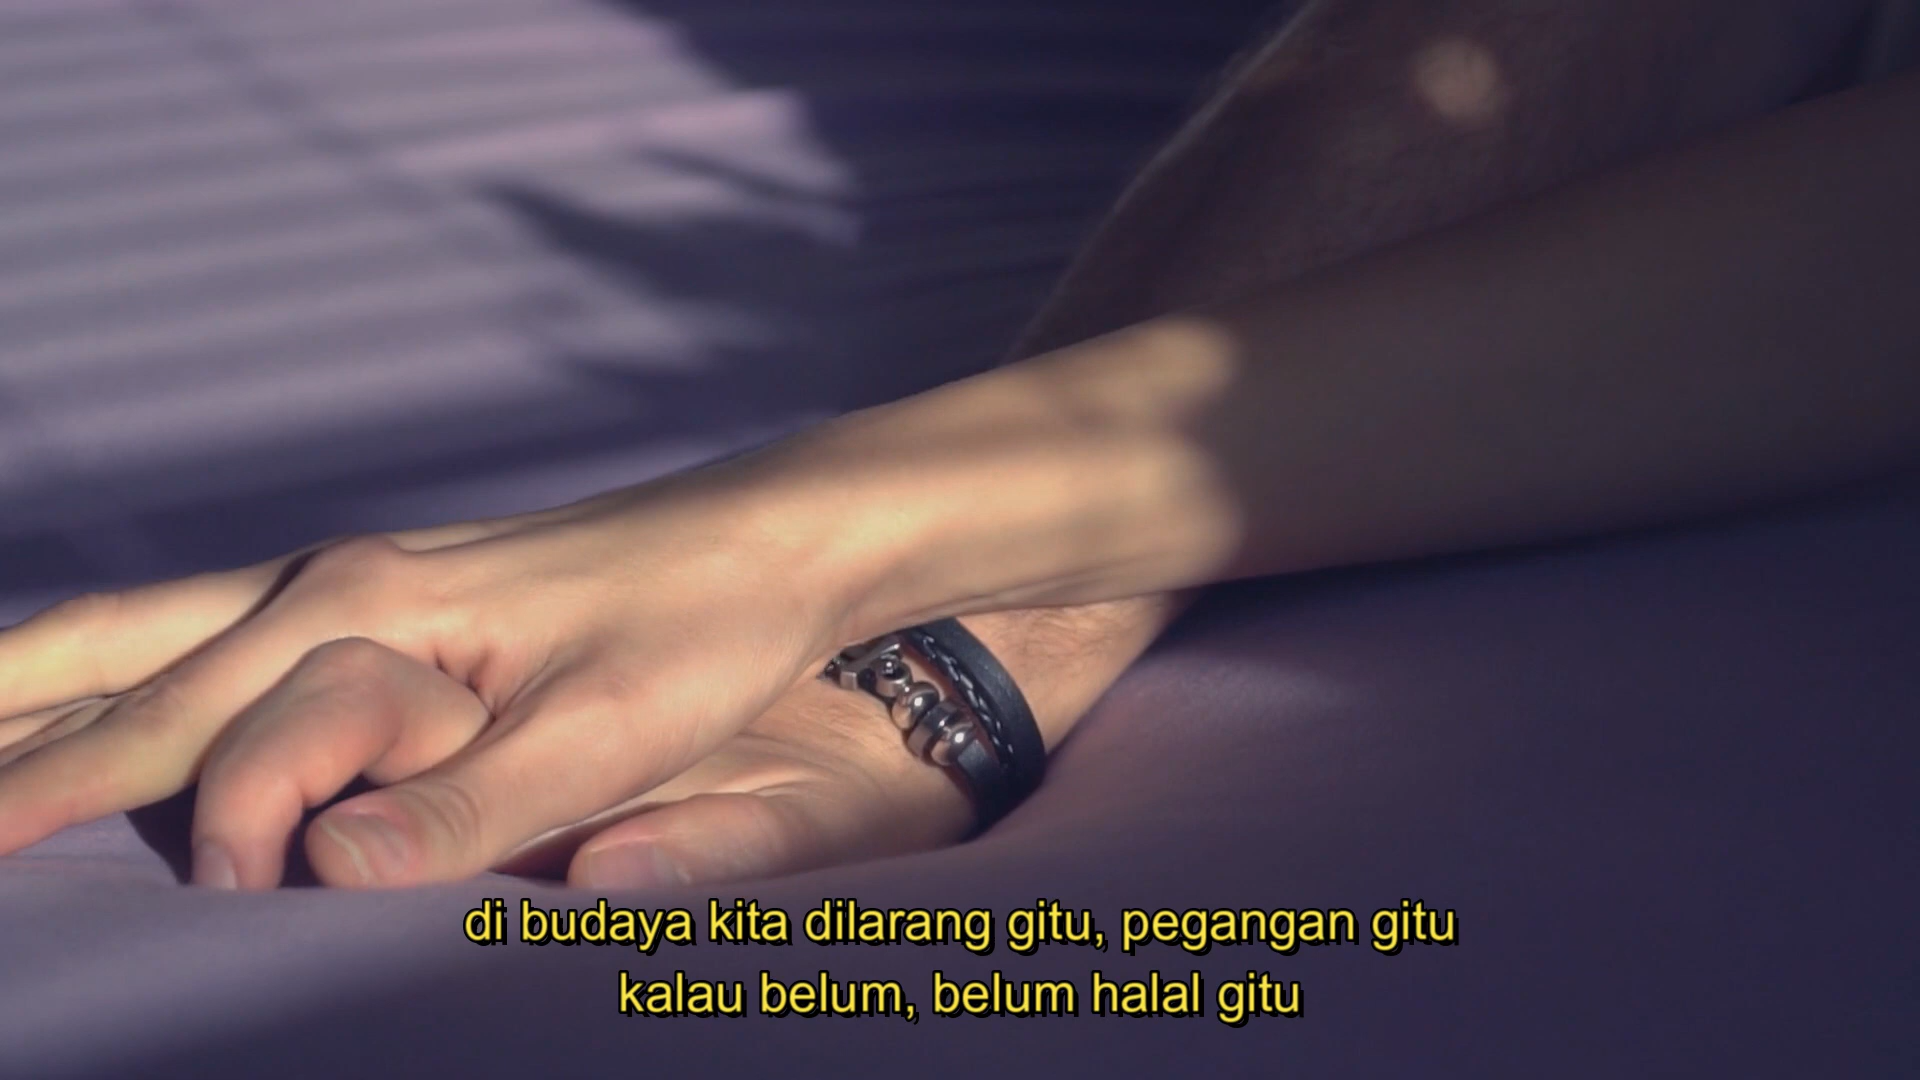 di budaya kita dilarang gitu, pegangan gitu
kalau belum, belum halal gitu